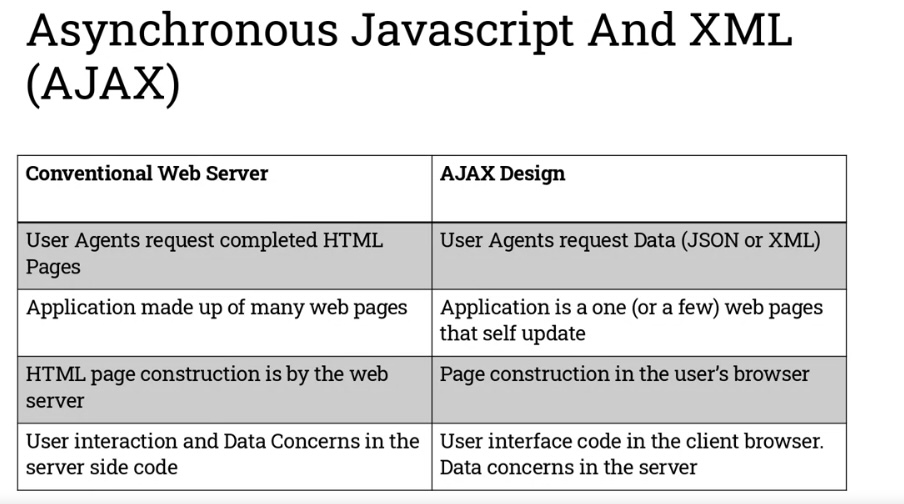 Asynchronous Javascript And XML
(AJAX)
Conventional Web Server
AJAX Design
User Agents request completed HTML
Pages
User Agents request Data (JSON or XML)
Application made up of many web pages
Application is a one (or a few) web pages
that self update
HTML page construction is by the web
server
Page construction in the user's browser
User interaction and Data Concerns in the
server side code
User interface code in the client browser.
Data concerns in the server